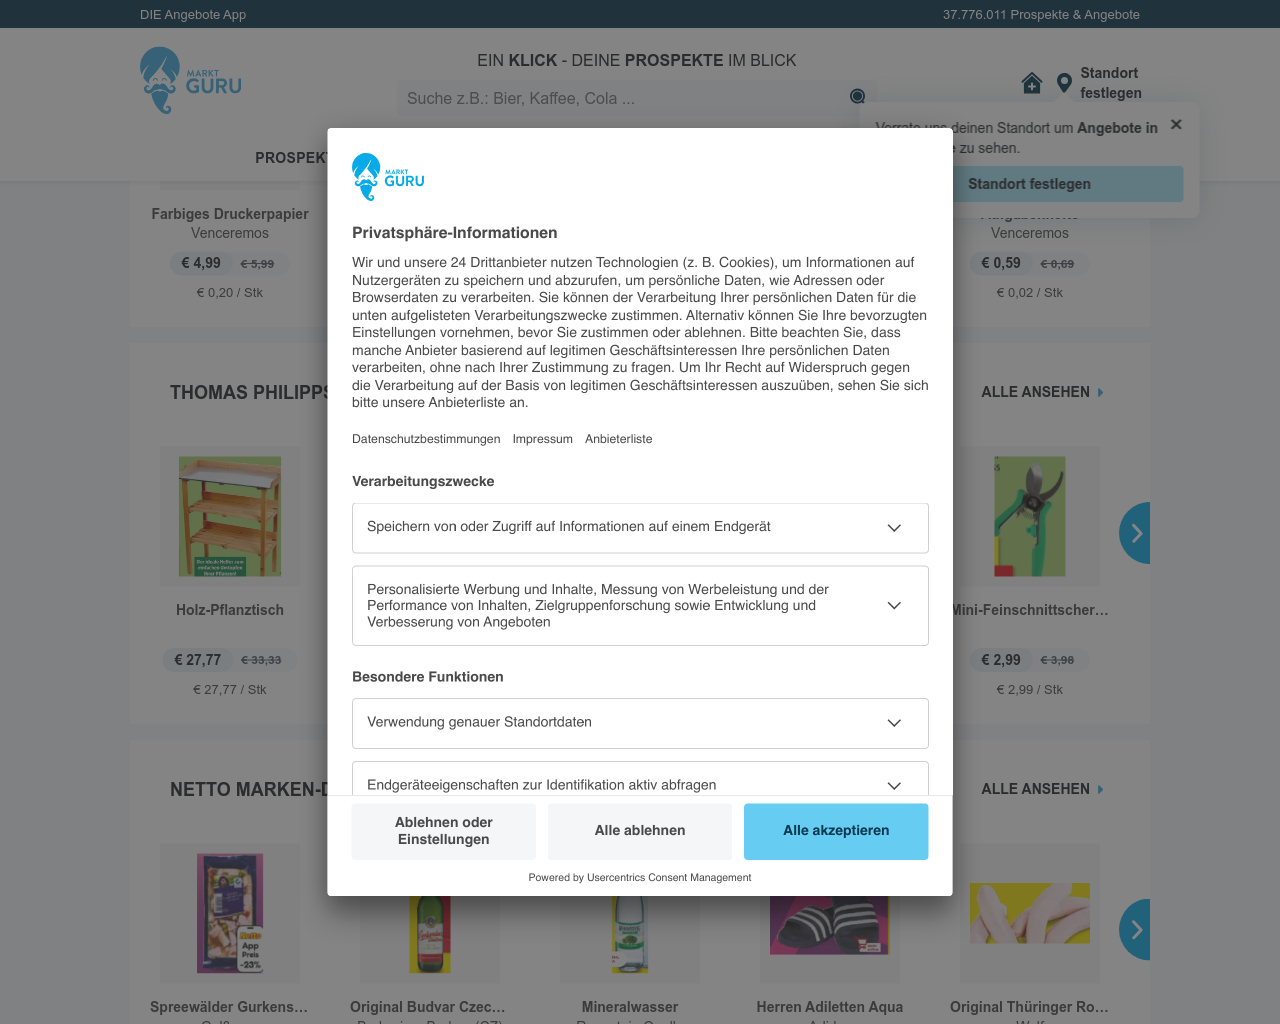 DIE Angebote App
37.776.011 Prospekte & Angebote
MARKT
GURU
EIN KLICK - DEINE PROSPEKTE IM BLICK
Suche z.B.: Bier, Kaffee, Cola ...
Standort
festlegen
Verrate uns deinen Standort um Angebote in
zu sehen.
Standort festlegen
Farbiges Druckerpapier
Venceremos
€ 4,99 € 5,99
€ 0,20 / Stk
Venceremos
€ 0,59 € 0,69
€ 0,02 / Stk
MARKT
GURU
Privatsphäre-Informationen
Wir und unsere 24 Drittanbieter nutzen Technologien (z. B. Cookies), um Informationen auf
Nutzergeräten zu speichern und abzurufen, um persönliche Daten, wie Adressen oder
Browserdaten zu verarbeiten. Sie können der Verarbeitung Ihrer persönlichen Daten für die
unten aufgelisteten Verarbeitungszwecke zustimmen. Alternativ können Sie Ihre bevorzugten
Einstellungen vornehmen, bevor Sie zustimmen oder ablehnen. Bitte beachten Sie, dass
manche Anbieter basierend auf legitimen Geschäftsinteressen Ihre persönlichen Daten
verarbeiten, ohne nach Ihrer Zustimmung zu fragen. Um Ihr Recht auf Widerspruch gegen
die Verarbeitung auf der Basis von legitimen Geschäftsinteressen auszuüben, sehen Sie sich
bitte unsere Anbieterliste an.
Datenschutzbestimmungen Impressum Anbieterliste
Verarbeitungszwecke
Speichern von oder Zugriff auf Informationen auf einem Endgerät
Personalisierte Werbung und Inhalte, Messung von Werbeleistung und der
Performance von Inhalten, Zielgruppenforschung sowie Entwicklung und
Verbesserung von Angeboten
Besondere Funktionen
Verwendung genauer Standortdaten
Endgeräteeigenschaften zur Identifikation aktiv abfragen
Ablehnen oder
Einstellungen
Alle ablehnen
Alle akzeptieren
Powered by Usercentrics Consent Management
THOMAS PHILIPPS
ALLE ANSEHEN
Holz-Pflanztisch
€ 27,77 € 33,33
€ 27,77 / Stk
Mini-Feinschnittscher...
€ 2,99 € 3,98
€ 2,99 / Stk
NETTO MARKEN-D
ALLE ANSEHEN
App
Preis
-23%
Spreewälder Gurkens...
Original Budvar Czec...
Mineralwasser
Herren Adiletten Aqua
Original Thüringer Ro...